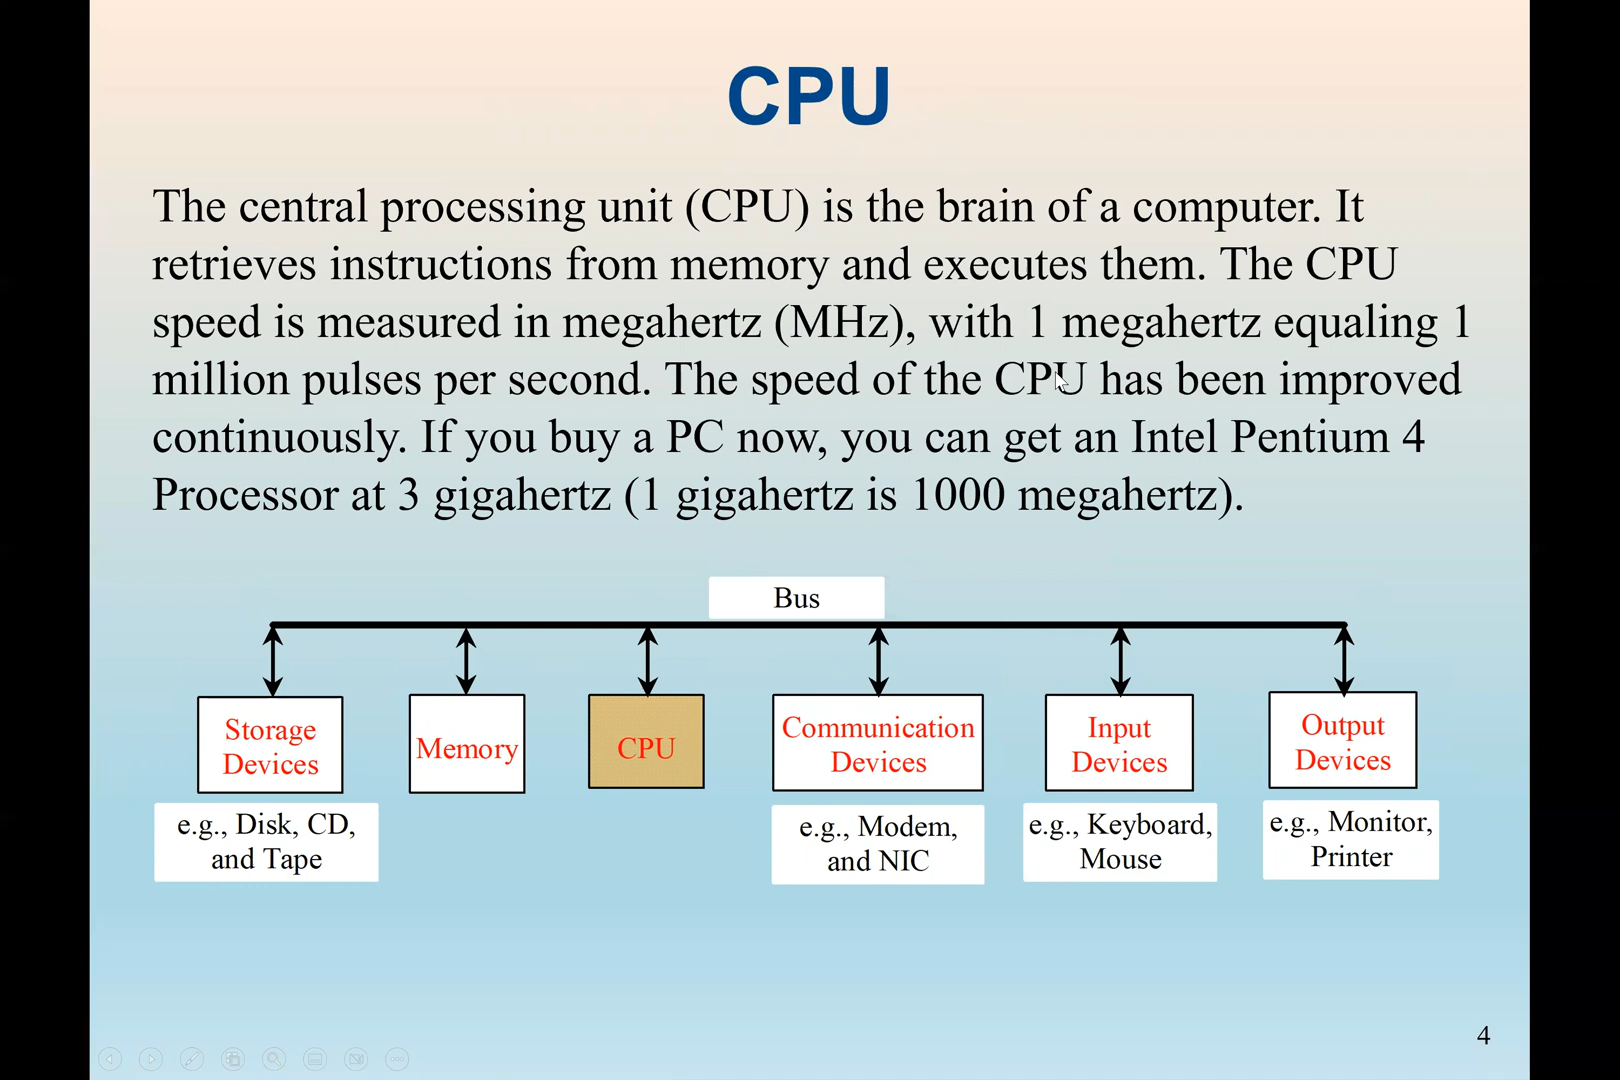 CPU
The central processing unit (CPU) is the brain of a computer. It
retrieves instructions from memory and executes them. The CPU
speed is measured in megahertz (MHz), with 1 megahertz equaling 1
million pulses per second. The speed of the CPU has been improved
continuously. If you buy a PC now, you can get an Intel Pentium 4
Processor at 3 gigahertz (1 gigahertz is 1000 megahertz).
Bus
Storage
Devices
Memory
CPU
Communication
Devices
Input
Devices
Output
Devices
e.g., Disk, CD,
and Tape
e.g., Modem,
and NIC
e.g., Keyboard,
Mouse
e.g., Monitor,
Printer
4